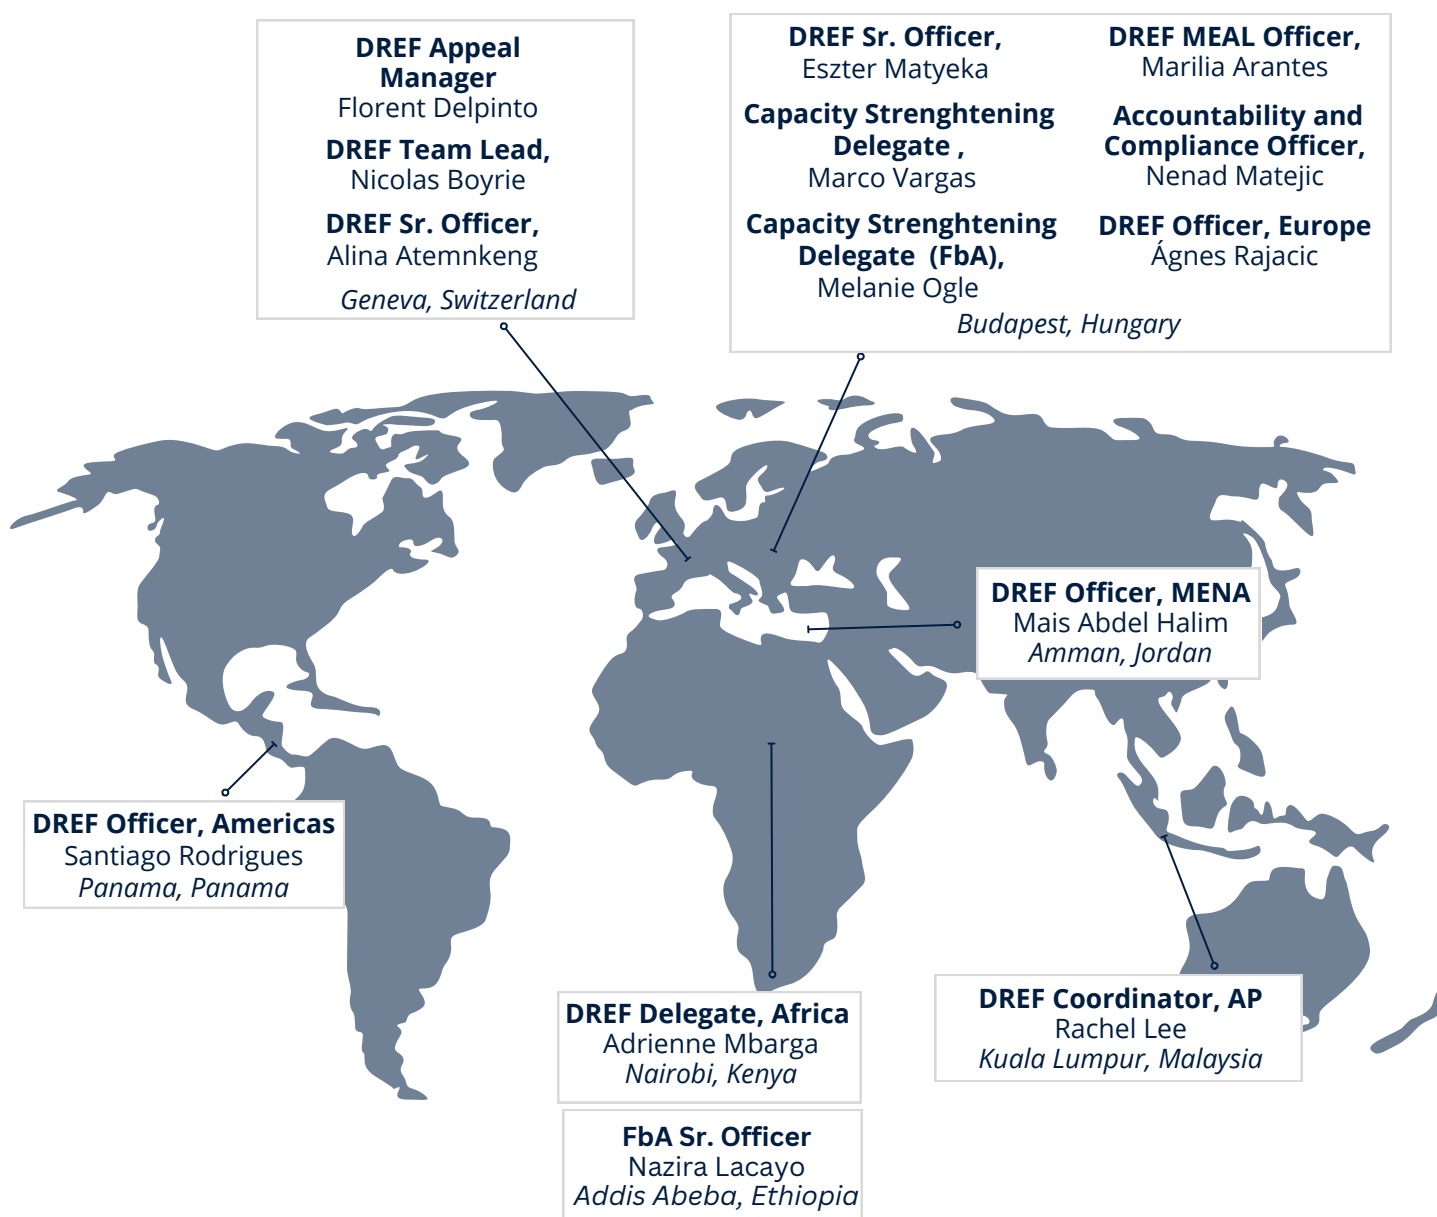 DREF Appeal
Manager
Florent Delpinto
DREF Team Lead,
Nicolas Boyrie
DREF Sr. Officer,
Alina Atemnkeng
Geneva, Switzerland
DREF Sr. Officer,
Eszter Matyeka
Capacity Strenghtening
Delegate ,
Marco Vargas
Capacity Strenghtening
Delegate (FbA),
Melanie Ogle
DREF MEAL Officer,
Marilia Arantes
Accountability and
Compliance Officer,
Nenad Matejic
DREF Officer, Europe
Ágnes Rajacic
Budapest, Hungary
DREF Officer, MENA
Mais Abdel Halim
Amman, Jordan
DREF Officer, Americas
Santiago Rodrigues
Panama, Panama
DREF Delegate, Africa
Adrienne Mbarga
Nairobi, Kenya
DREF Coordinator, AP
Rachel Lee
Kuala Lumpur, Malaysia
FbA Sr. Officer
Nazira Lacayo
Addis Abeba, Ethiopia